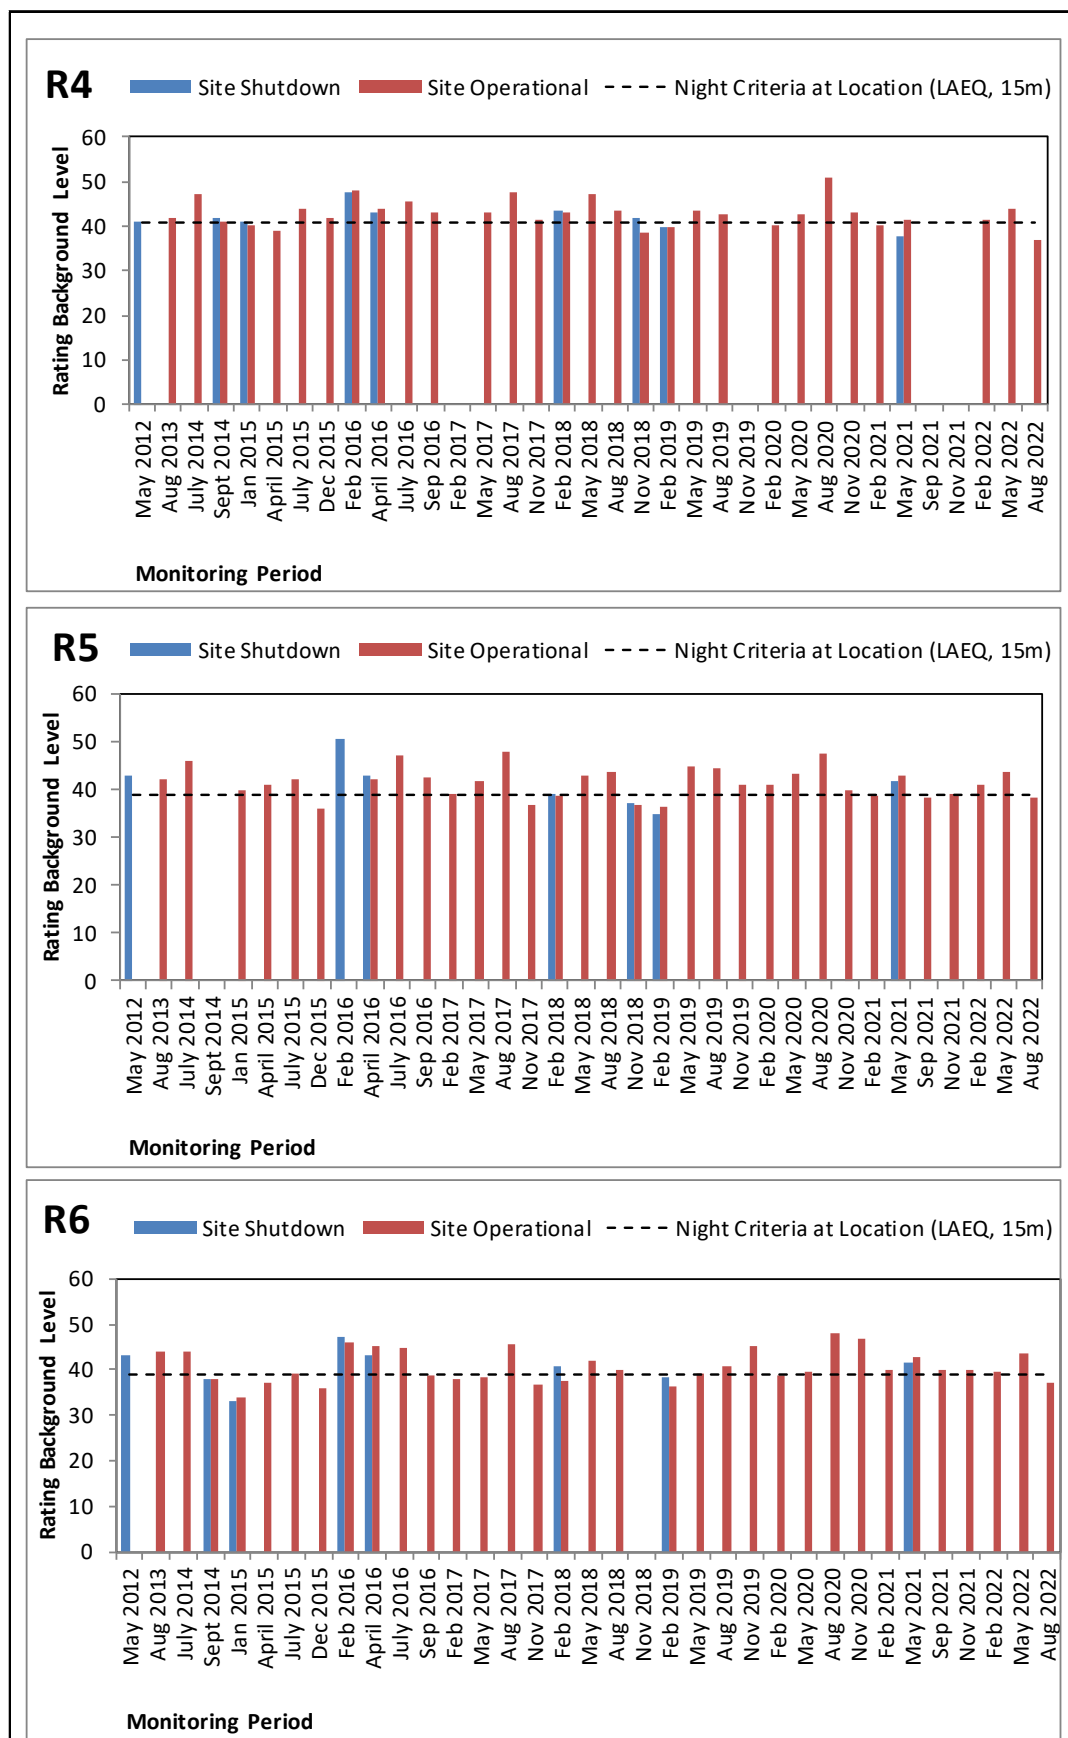 R4
Site Shutdown Site Operational Night Criteria at Location (LAEQ, 15m)
Rating Background Level
60
50
40
30
20
10
0
May 2012
Aug 2013
July 2014
Sept 2014
Jan 2015
April 2015
July 2015
Dec 2015
Feb 2016
April 2016
July 2016
Sep 2016
Feb 2017
May 2017
Aug 2017
Nov 2017
Feb 2018
May 2018
Aug 2018
Nov 2018
Feb 2019
May 2019
Aug 2019
Nov 2019
Feb 2020
May 2020
Aug 2020
Nov 2020
Feb 2021
May 2021
Sep 2021
Nov 2021
Feb 2022
May 2022
Aug 2022
Monitoring Period
R5
Site Shutdown Site Operational Night Criteria at Location (LAEQ, 15m)
Rating Background Level
60
50
40
30
20
10
0
May 2012
Aug 2013
July 2014
Sept 2014
Jan 2015
April 2015
July 2015
Dec 2015
Feb 2016
April 2016
July 2016
Sep 2016
Feb 2017
May 2017
Aug 2017
Nov 2017
Feb 2018
May 2018
Aug 2018
Nov 2018
Feb 2019
May 2019
Aug 2019
Nov 2019
Feb 2020
May 2020
Aug 2020
Nov 2020
Feb 2021
May 2021
Sep 2021
Nov 2021
Feb 2022
May 2022
Aug 2022
Monitoring Period
R6
Site Shutdown Site Operational Night Criteria at Location (LAEQ, 15m)
Rating Background Level
60
50
40
30
20
10
0
May 2012
Aug 2013
July 2014
Sept 2014
Jan 2015
April 2015
July 2015
Dec 2015
Feb 2016
April 2016
July 2016
Sep 2016
Feb 2017
May 2017
Aug 2017
Nov 2017
Feb 2018
May 2018
Aug 2018
Nov 2018
Feb 2019
May 2019
Aug 2019
Nov 2019
Feb 2020
May 2020
Aug 2020
Nov 2020
Feb 2021
May 2021
Sep 2021
Nov 2021
Feb 2022
May 2022
Aug 2022
Monitoring Period